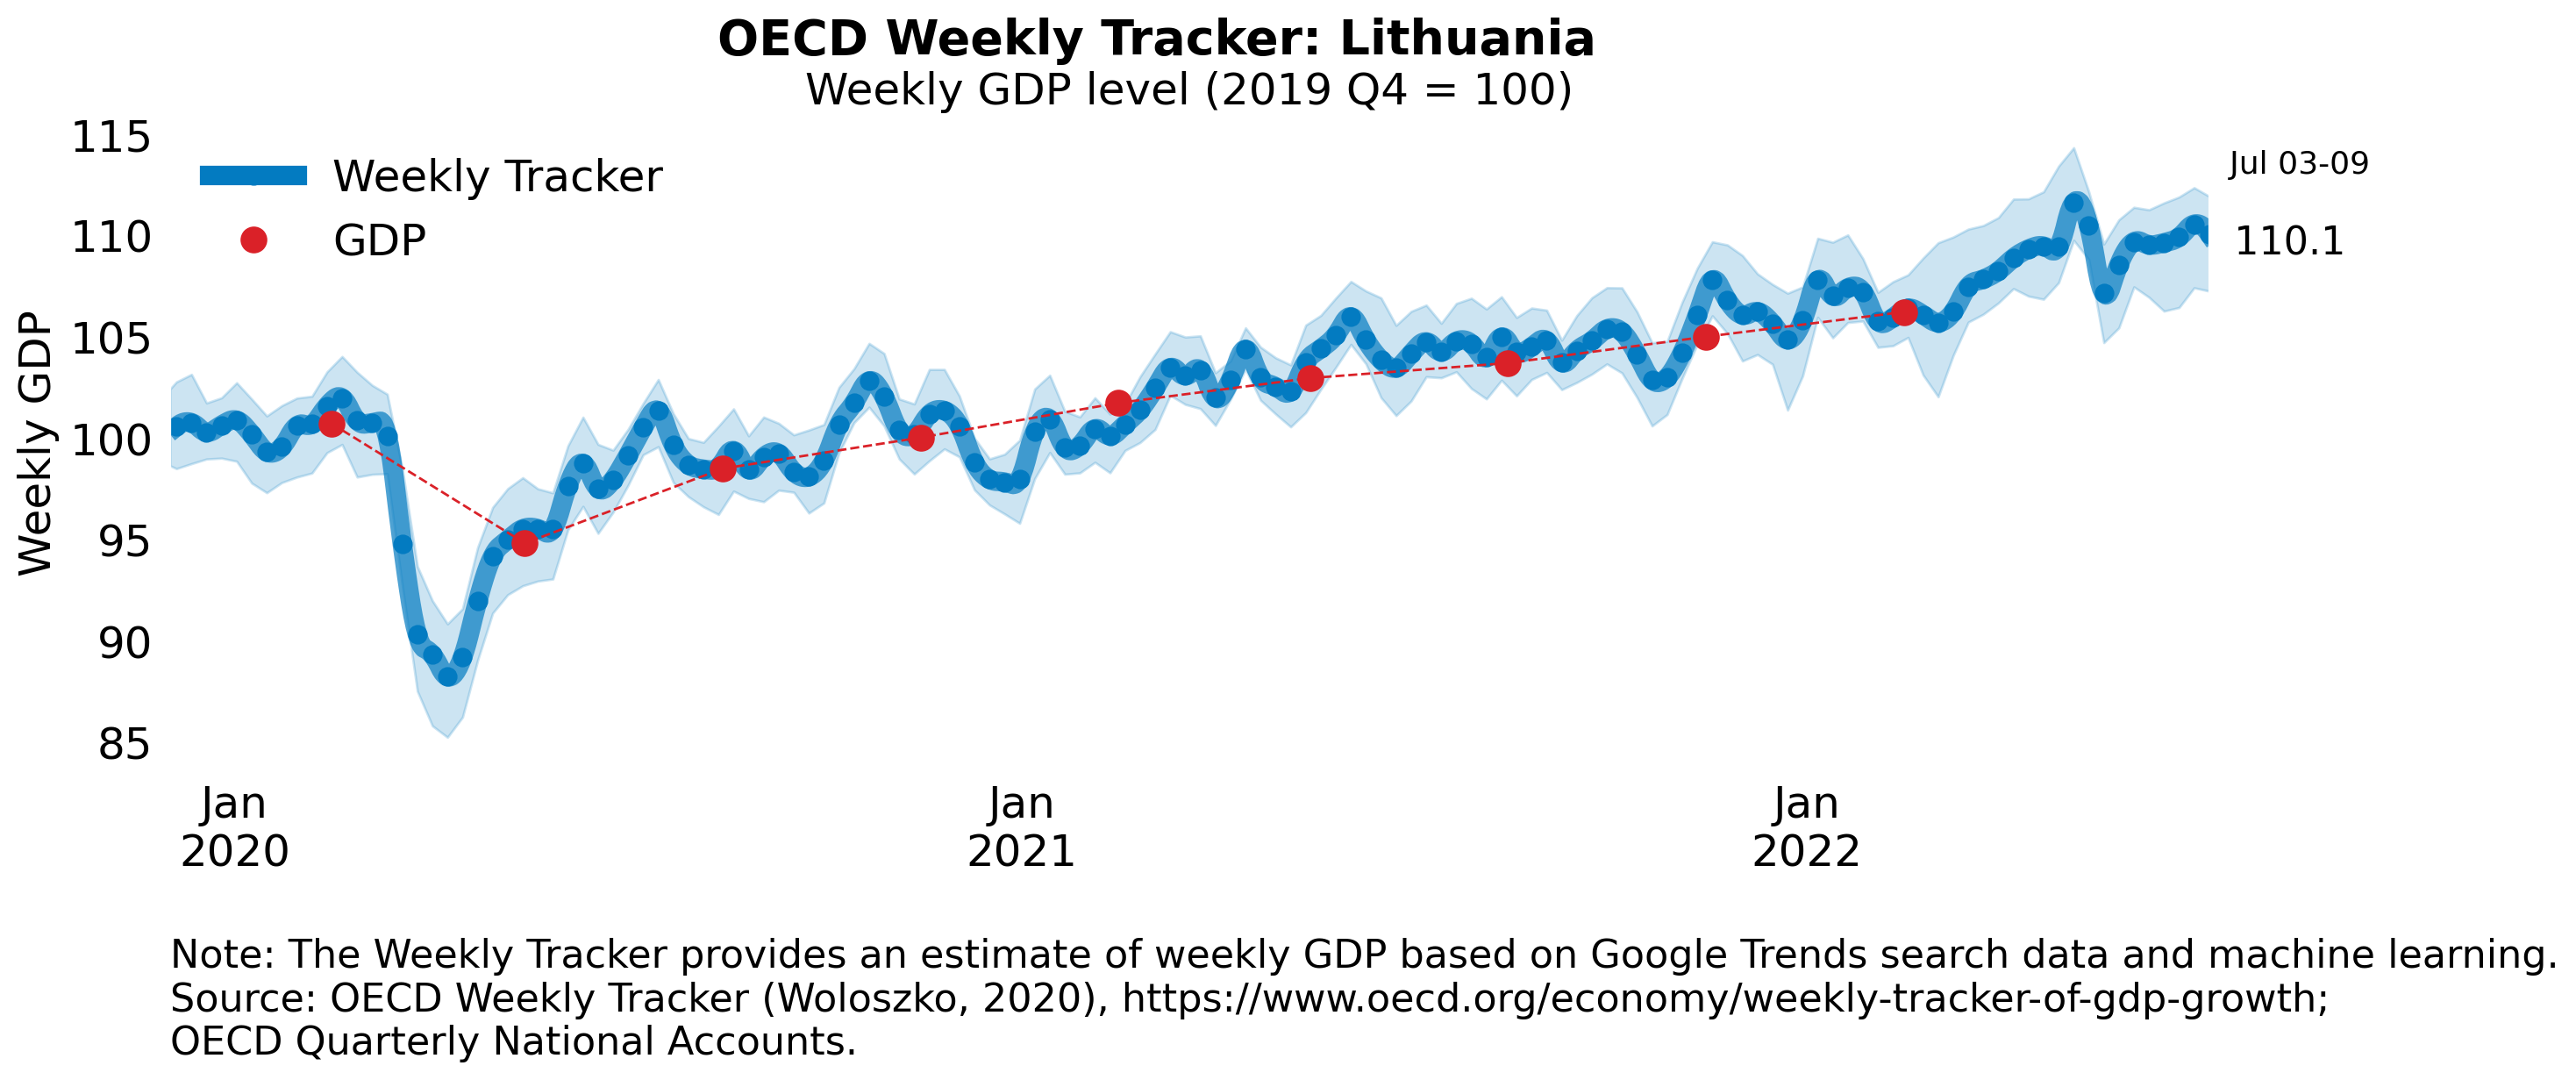 OECD Weekly Tracker: Lithuania
Weekly GDP level (2019 Q4 = 100)
Weekly Tracker
GDP
Weekly GDP
115
110
105
100
95
90
85
Jul 03-09
110.1
Jan
2020
Jan
2021
Jan
2022
Note: The Weekly Tracker provides an estimate of weekly GDP based on Google Trends search data and machine learning.
Source: OECD Weekly Tracker (Woloszko, 2020), https://www.oecd.org/economy/weekly-tracker-of-gdp-growth;
OECD Quarterly National Accounts.